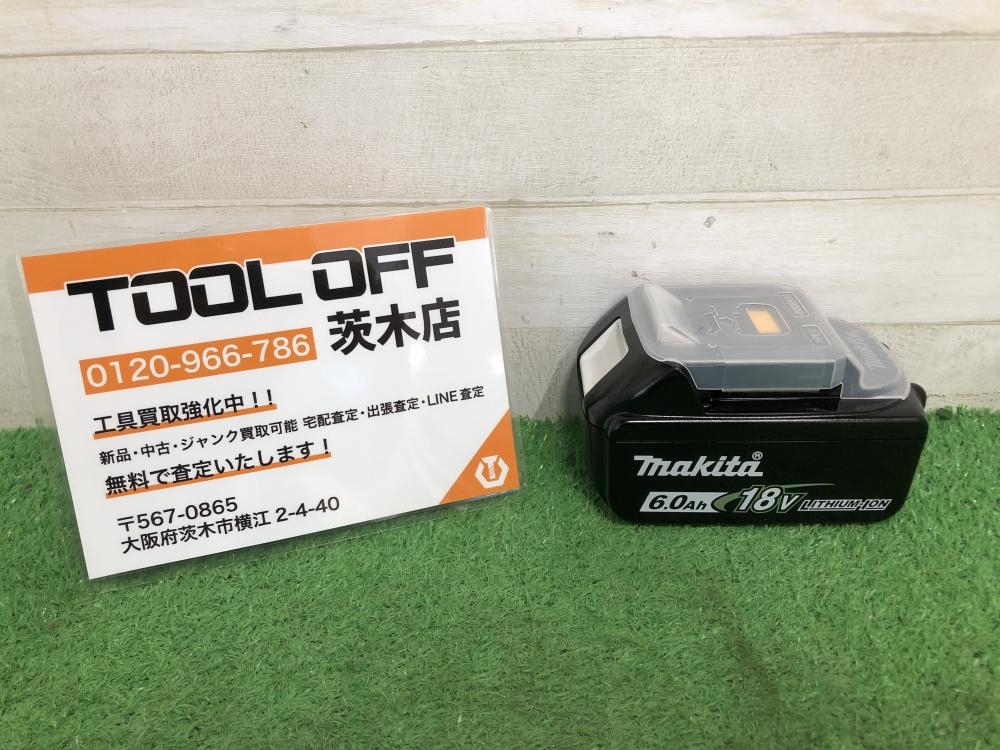 TOOL OFF
0120-966-786 茨木店
工具買取強化中！！
新品・中古・ジャンク買取可能 宅配査定・出張査定・LINE査定
無料で査定いたします！
〒567-0865
大阪府茨木市横江 2-4-40
makita®
6.0Ah 18V LITHIUM-ION